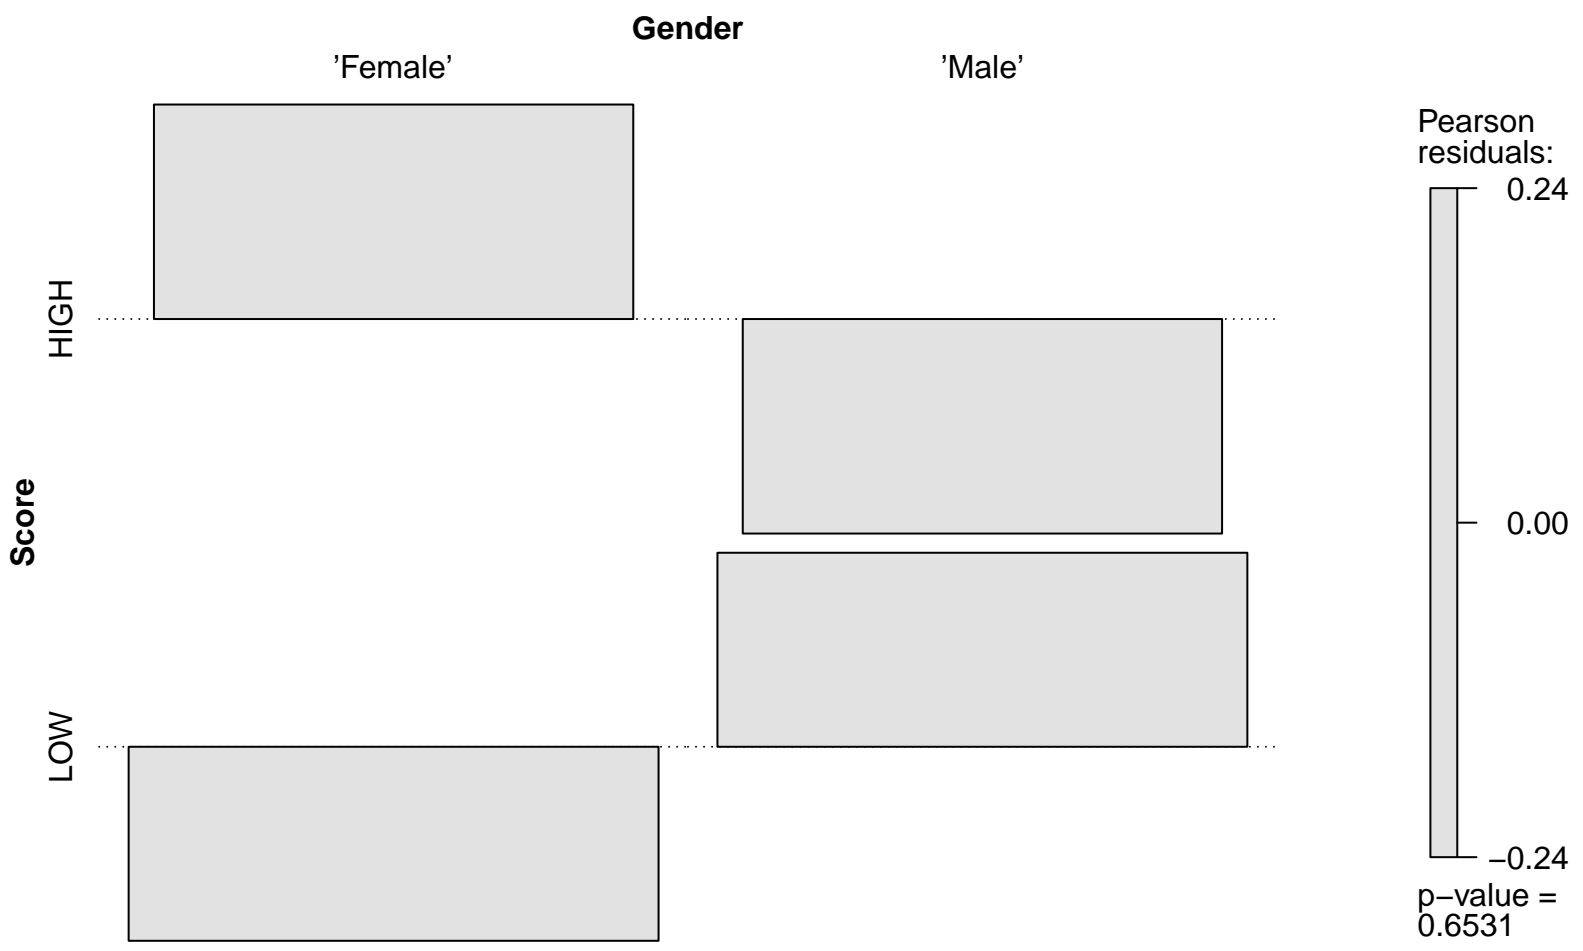 Gender
’Female’ ’Male’
HIGH
Score
LOW
Pearson
residuals:
0.24
0.00
−0.24
p−value =
0.6531